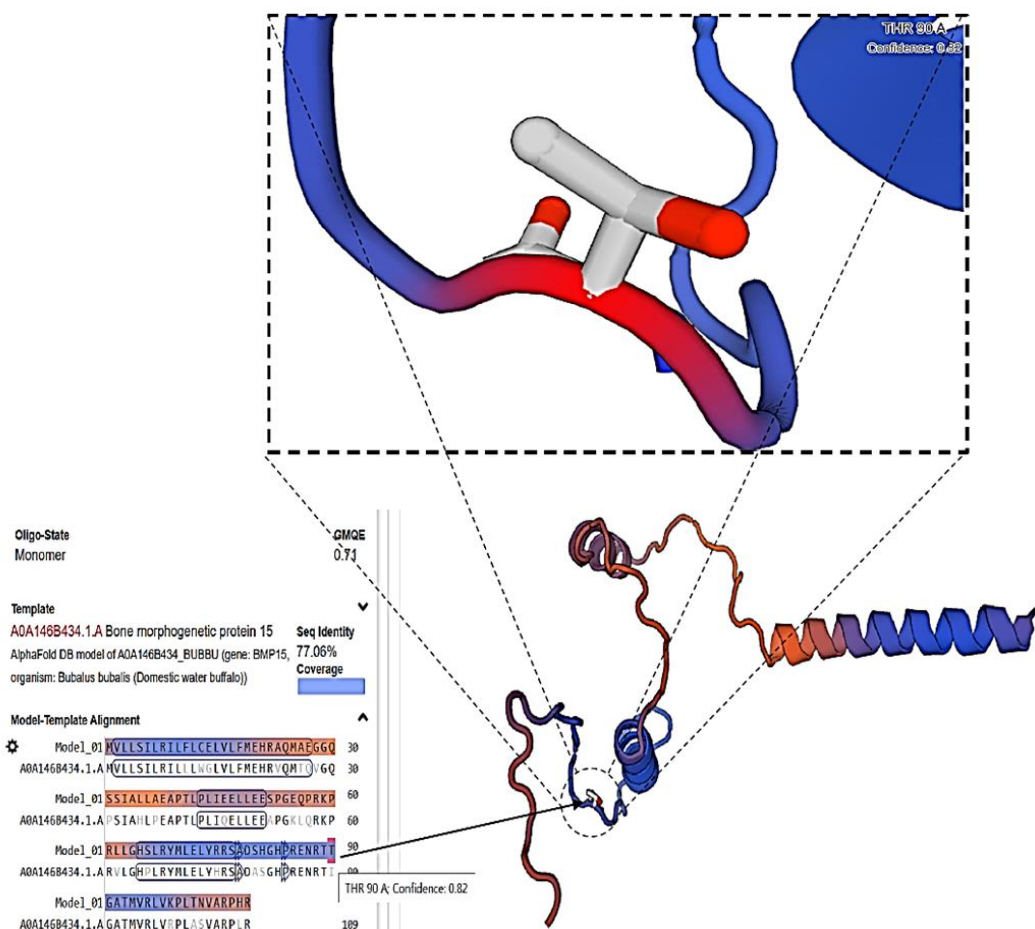 THR 90 A
Confidence: 0.82
Oligo-State
GMQE
Monomer
0.71
Template
A0A146B434.1.A Bone morphogenetic protein 15
Seq Identity
AlphaFold DB model of A0A146B434_BUBBU (gene: BMP15,
77.06%
organism: Bubalus bubalis (Domestic water buffalo))
Coverage
Model-Template Alignment
Model_01 MVLLSILRILFLCELVLFMEHRAQMAEGGQ 30
A0A146B434.1.A MVLLSILRILLLWGLVLFMEHRVQMTQVGQ 30
Model_01 SSIALLAEAPTLPLIEELLEESPGEQPRKP 60
A0A146B434.1.A PSIAHLPEAPTLPLIQELLEEAPGKLQRKP 60
Model_01 RLLGHSLRYMLELYRRSADSHGHPRENRTT 90
A0A146B434.1.A RVLGHPLRYMLELYHRSADASGHPRENRTI 90
THR 90 A; Confidence: 0.82
Model_01 GATMVRLVKPLTNVARPHR
A0A146B434.1.A GATMVRLVRPLASVARPLR 109